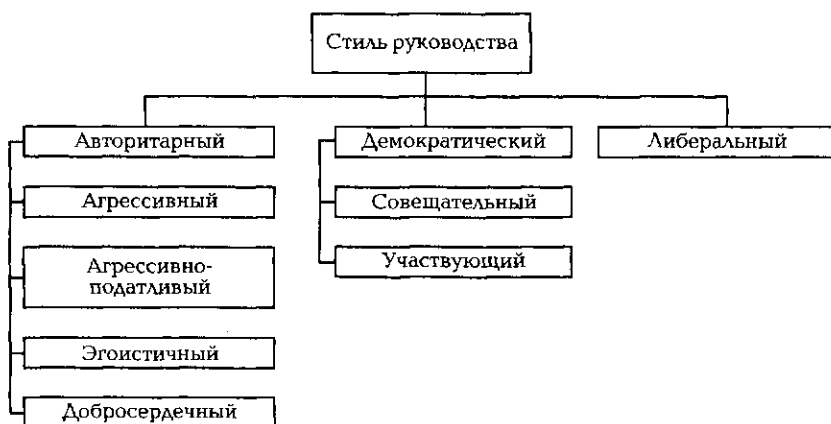 Стиль руководства
Авторитарный
Агрессивный
Агрессивно-
податливый
Эгоистичный
Добросердечный
Демократический
Совещательный
Участвующий
Либеральный